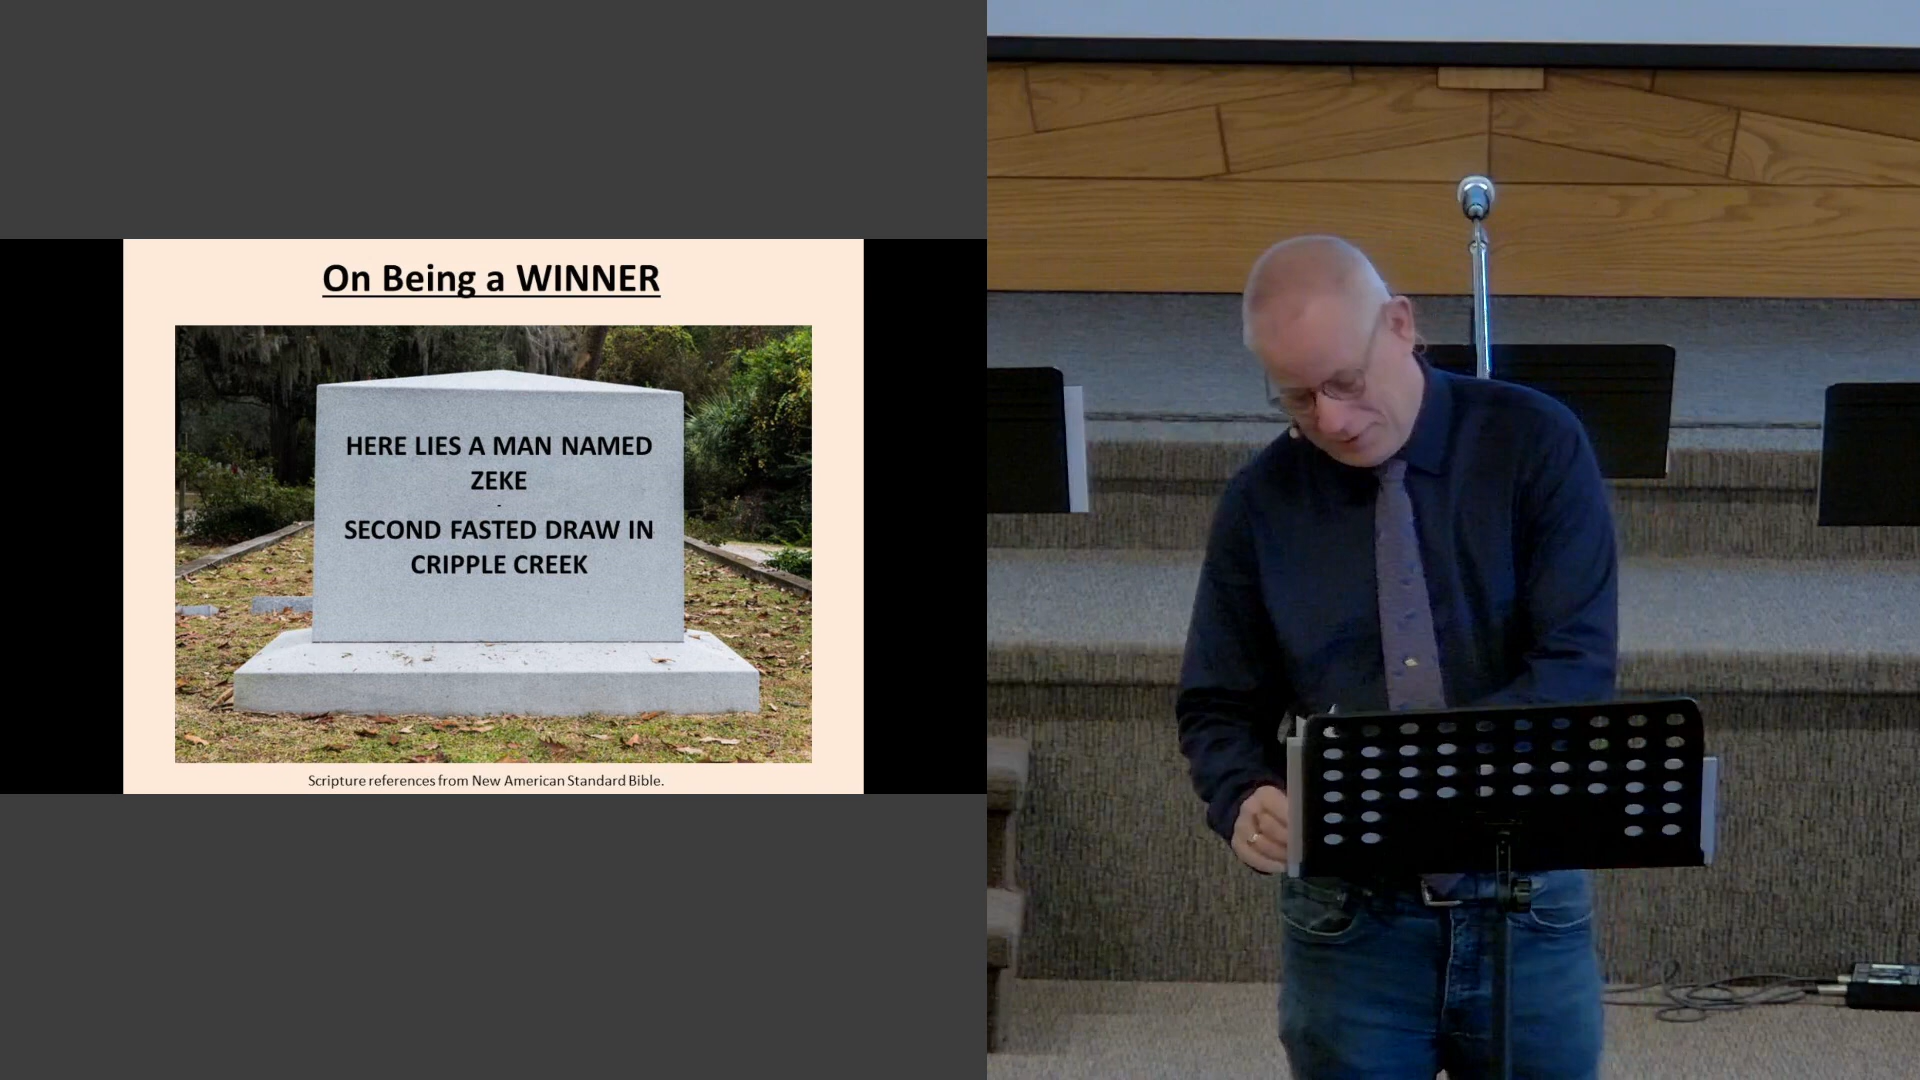 On Being a WINNER
HERE LIES A MAN NAMED
ZEKE
-
SECOND FASTED DRAW IN
CRIPPLE CREEK
Scripture references from New American Standard Bible.